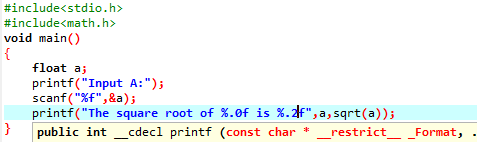 #include<stdio.h>
#include<math.h>
void main()
{
float a;
printf("Input A:");
scanf("%f",&a);
printf("The square root of %.0f is %.2f",a,sqrt(a));
}
public int __cdecl printf (const char * __restrict__ _Format, .